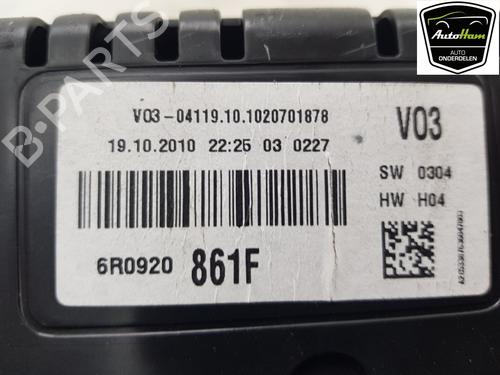 AutoHam
AUTO
ONDERDELEN
V03-04119.10.1020701878
19.10.2010 22:25 03 0227
V03
SW 0304
HW H04
6R0920 861F
B-Parts